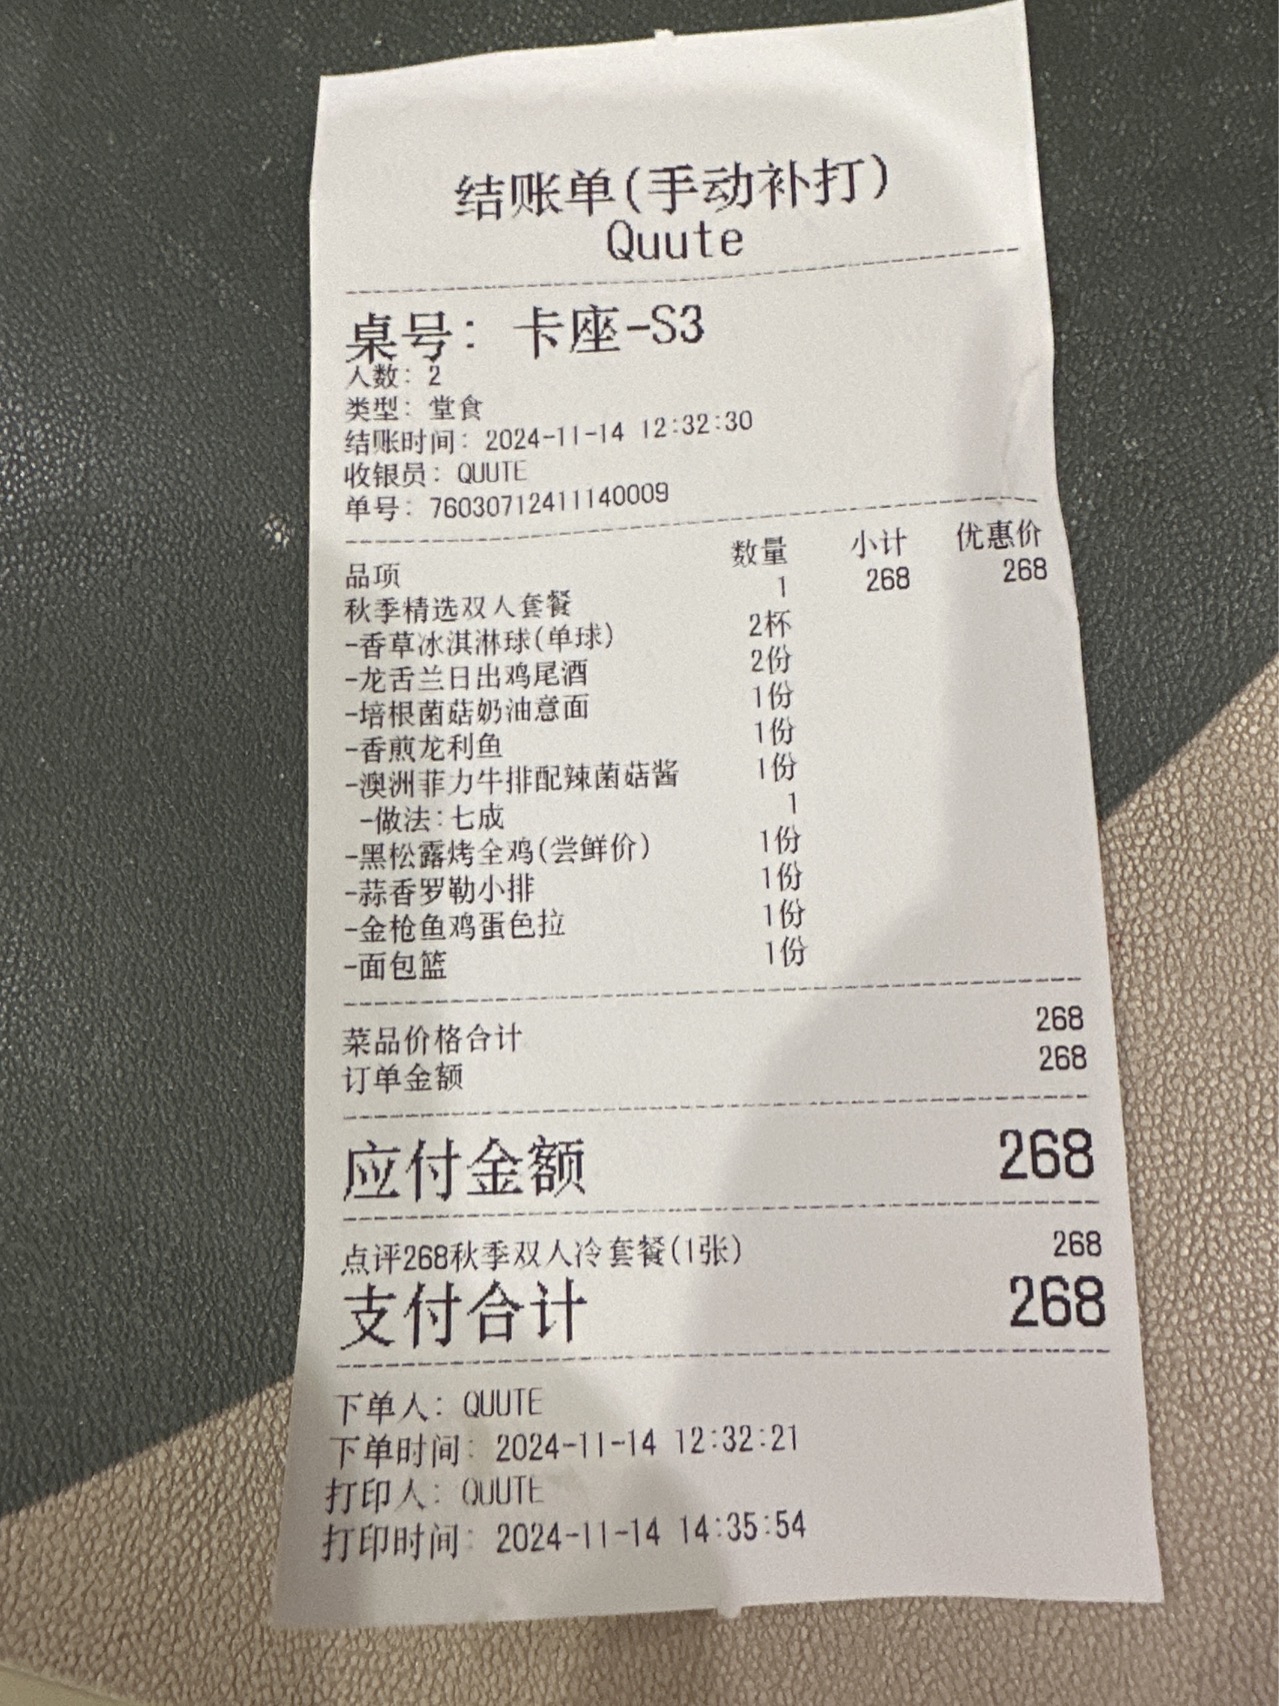 结账单(手动补打)
Quute
桌号: 卡座-S3
人数: 2
类型: 堂食
结账时间: 2024-11-14 12:32:30
收银员: QUUTE
单号: 76030712411140009
品项 数量 小计 优惠价
秋季精选双人套餐 1 268 268
-香草冰淇淋球(单球) 2杯
-龙舌兰日出鸡尾酒 2份
-培根菌菇奶油意面 1份
-香煎龙利鱼 1份
-澳洲菲力牛排配辣菌菇酱 1份
-做法:七成 1
-黑松露烤全鸡(尝鲜价) 1份
-蒜香罗勒小排 1份
-金枪鱼鸡蛋色拉 1份
-面包篮 1份
菜品价格合计 268
订单金额 268
应付金额 268
点评268秋季双人冷套餐(1张) 268
支付合计 268
下单人: QUUTE
下单时间: 2024-11-14 12:32:21
打印人: QUUTE
打印时间: 2024-11-14 14:35:54